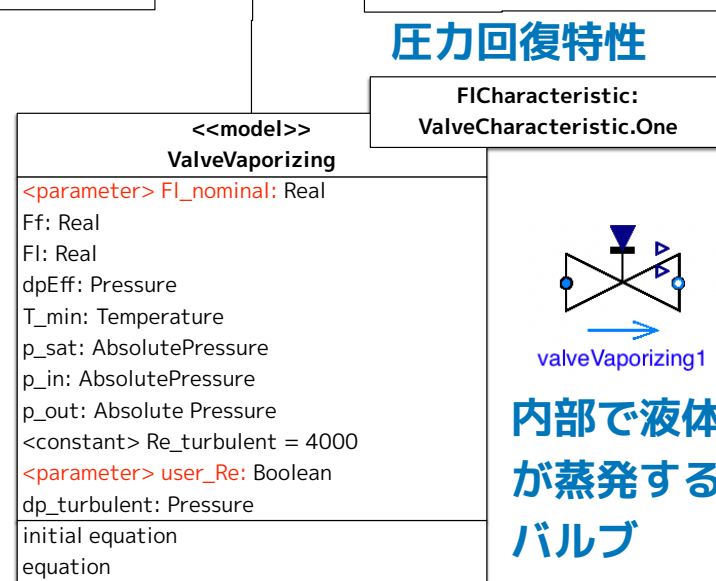 圧力回復特性
FlCharacteristic:
ValveCharacteristic.One
<<model>>
ValveVaporizing
<parameter> Fl_nominal: Real
Ff: Real
Fl: Real
dpEff: Pressure
T_min: Temperature
p_sat: AbsolutePressure
p_in: AbsolutePressure
p_out: Absolute Pressure
<constant> Re_turbulent = 4000
<parameter> user_Re: Boolean
dp_turbulent: Pressure
initial equation
equation
valveVaporizing1
内部で液体
が蒸発する
バルブ